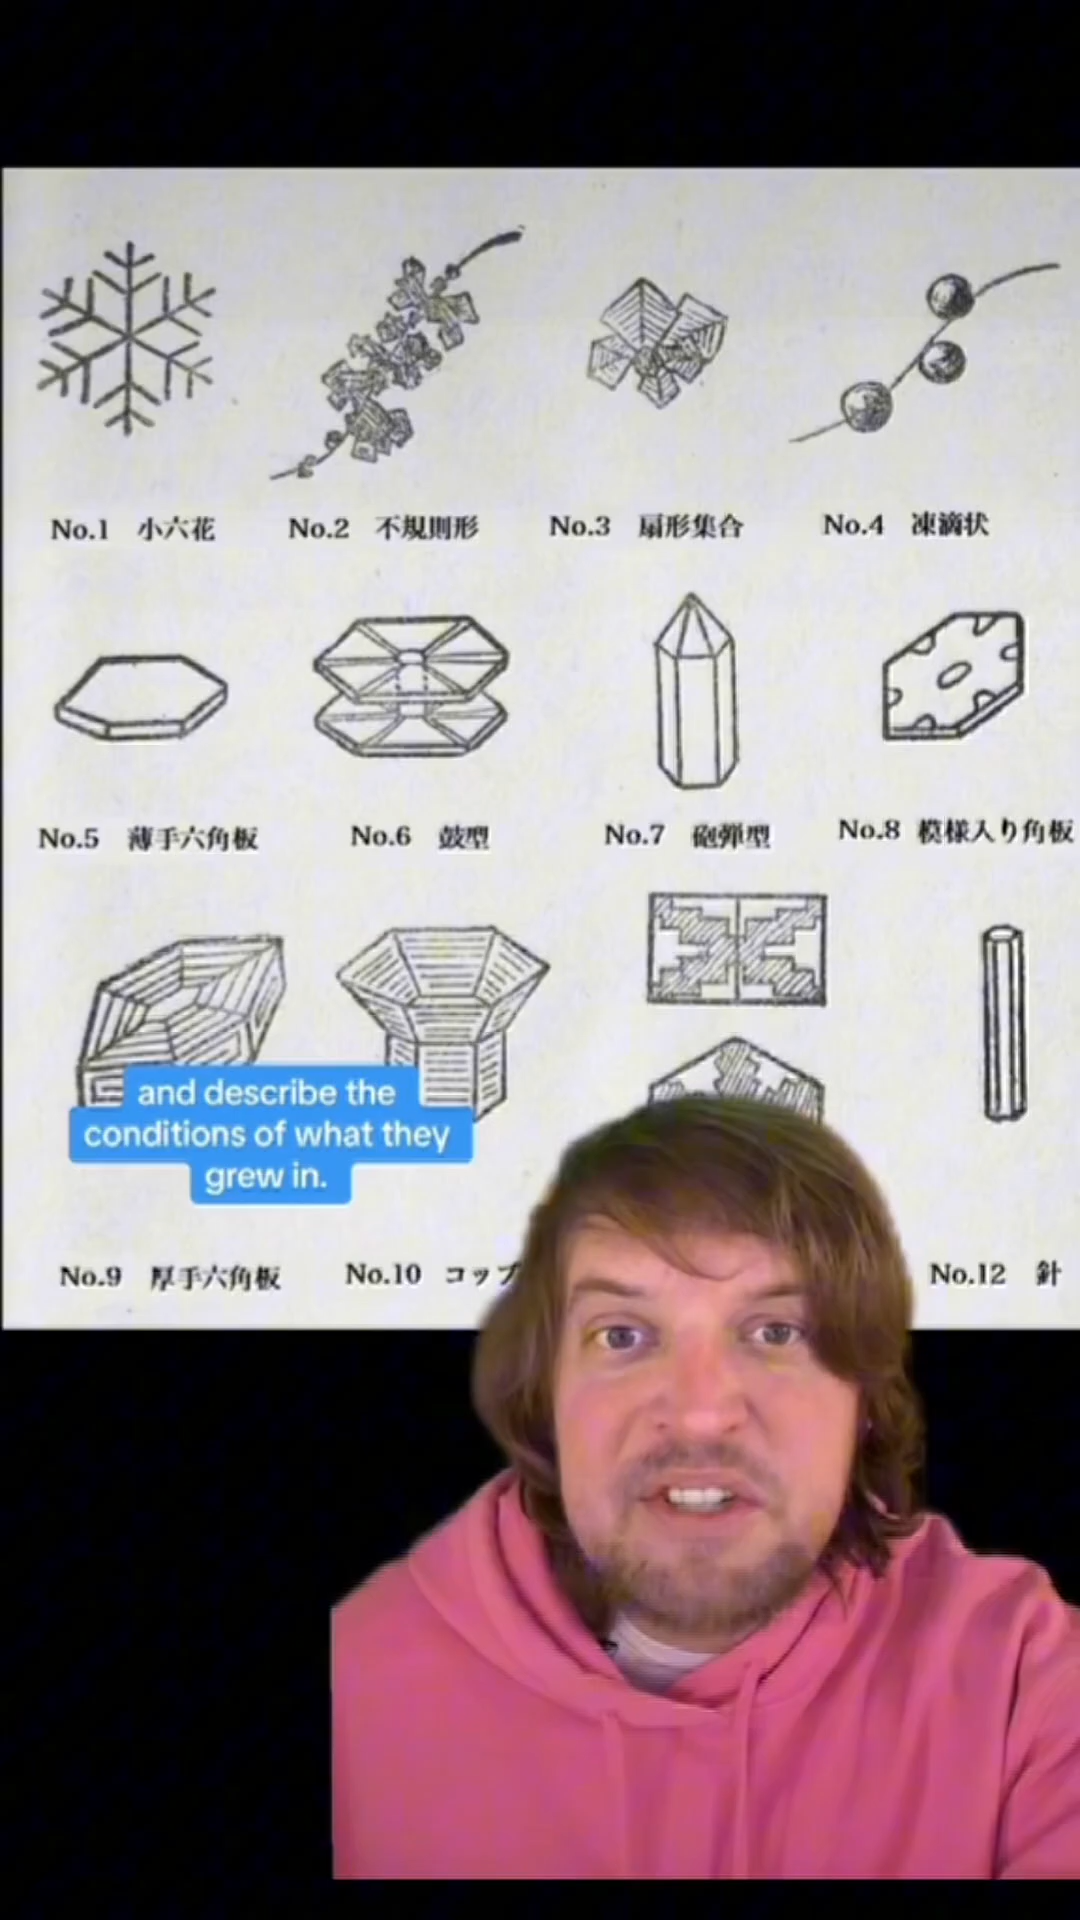 No.1 小六花
No.2 不規則形
No.3 扇形集合
No.4 凍滴状
No.5 薄手六角板
No.6 鼓型
No.7 砲弾型
No.8 模様入り角板
and describe the
conditions of what they
grew in.
No.9 厚手六角板
No.10 コップ
No.12 針